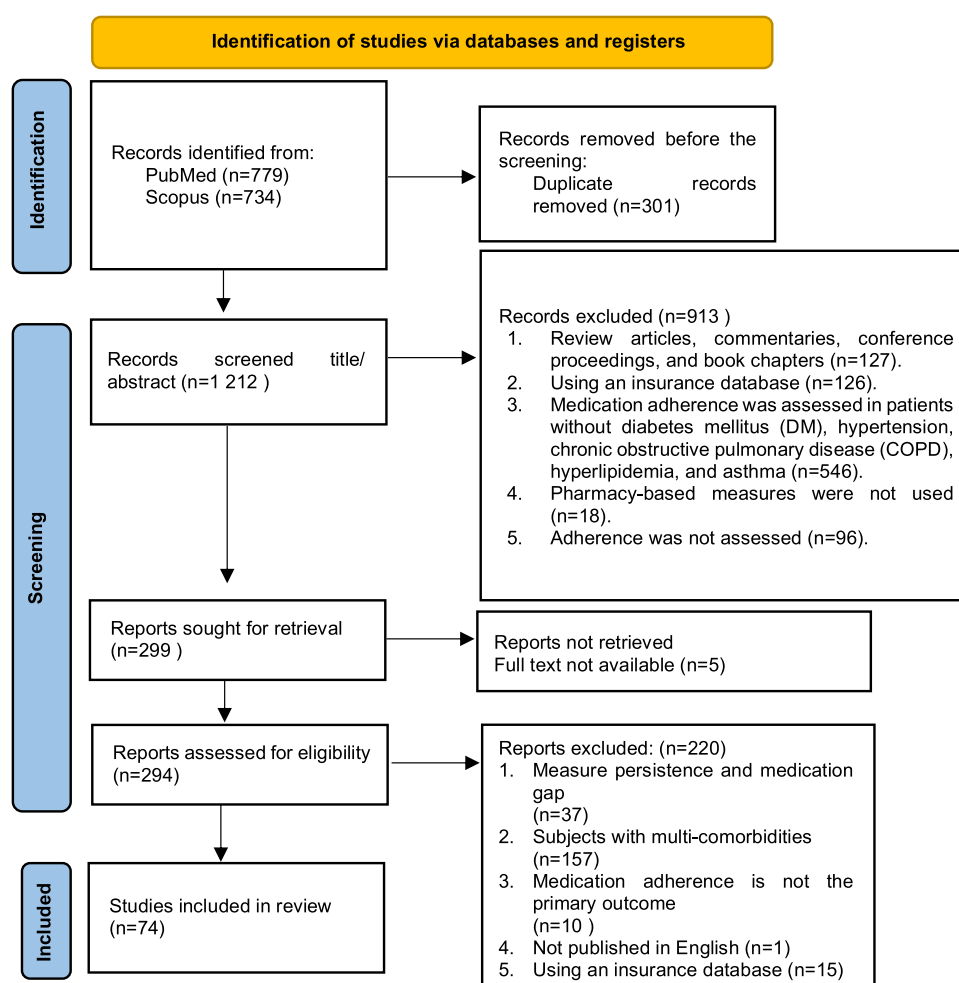 Identification of studies via databases and registers
Identification
Records identified from:
PubMed (n=779)
Scopus (n=734)
Records removed before the
screening:
Duplicate records
removed (n=301)
Screening
Records screened title/
abstract (n=1 212 )
Records excluded (n=913 )
1. Review articles, commentaries, conference
proceedings, and book chapters (n=127).
2. Using an insurance database (n=126).
3. Medication adherence was assessed in patients
without diabetes mellitus (DM), hypertension,
chronic obstructive pulmonary disease (COPD),
hyperlipidemia, and asthma (n=546).
4. Pharmacy-based measures were not used
(n=18).
5. Adherence was not assessed (n=96).
Reports sought for retrieval
(n=299 )
Reports not retrieved
Full text not available (n=5)
Reports assessed for eligibility
(n=294)
Reports excluded: (n=220)
1. Measure persistence and medication
gap
(n=37)
2. Subjects with multi-comorbidities
(n=157)
3. Medication adherence is not the
primary outcome
(n=10 )
4. Not published in English (n=1)
5. Using an insurance database (n=15)
Included
Studies included in review
(n=74)